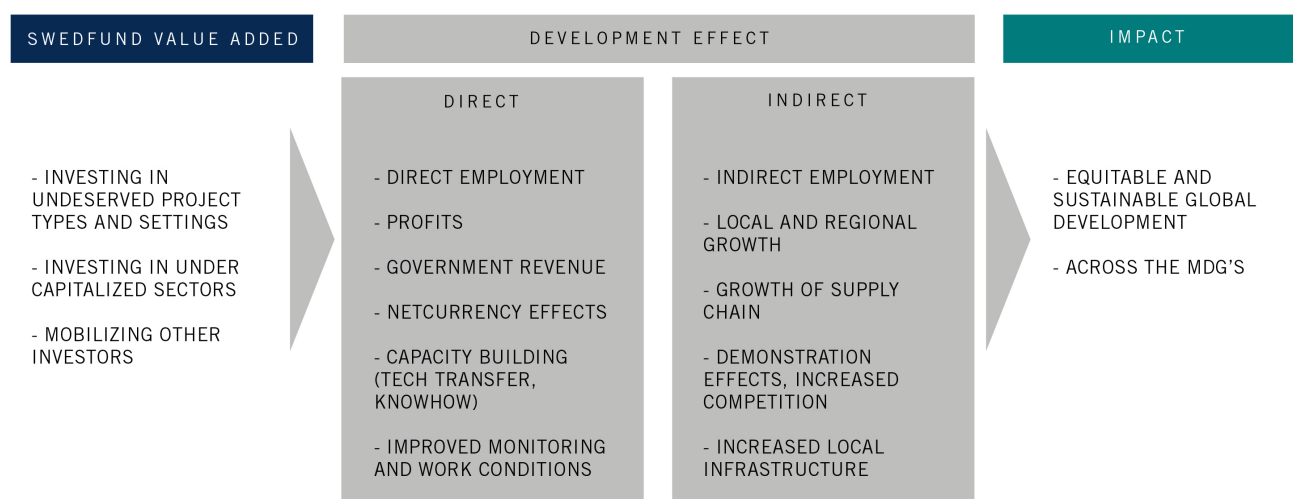 SWEDFUND VALUE ADDED
DEVELOPMENT EFFECT
IMPACT
DIRECT
INDIRECT
- INVESTING IN
UNDESERVED PROJECT
TYPES AND SETTINGS
- INVESTING IN UNDER
CAPITALIZED SECTORS
- MOBILIZING OTHER
INVESTORS
- DIRECT EMPLOYMENT
- PROFITS
- GOVERNMENT REVENUE
- NETCURRENCY EFFECTS
- CAPACITY BUILDING
(TECH TRANSFER,
KNOWHOW)
- IMPROVED MONITORING
AND WORK CONDITIONS
- INDIRECT EMPLOYMENT
- LOCAL AND REGIONAL
GROWTH
- GROWTH OF SUPPLY
CHAIN
- DEMONSTRATION
EFFECTS, INCREASED
COMPETITION
- INCREASED LOCAL
INFRASTRUCTURE
- EQUITABLE AND
SUSTAINABLE GLOBAL
DEVELOPMENT
- ACROSS THE MDG'S